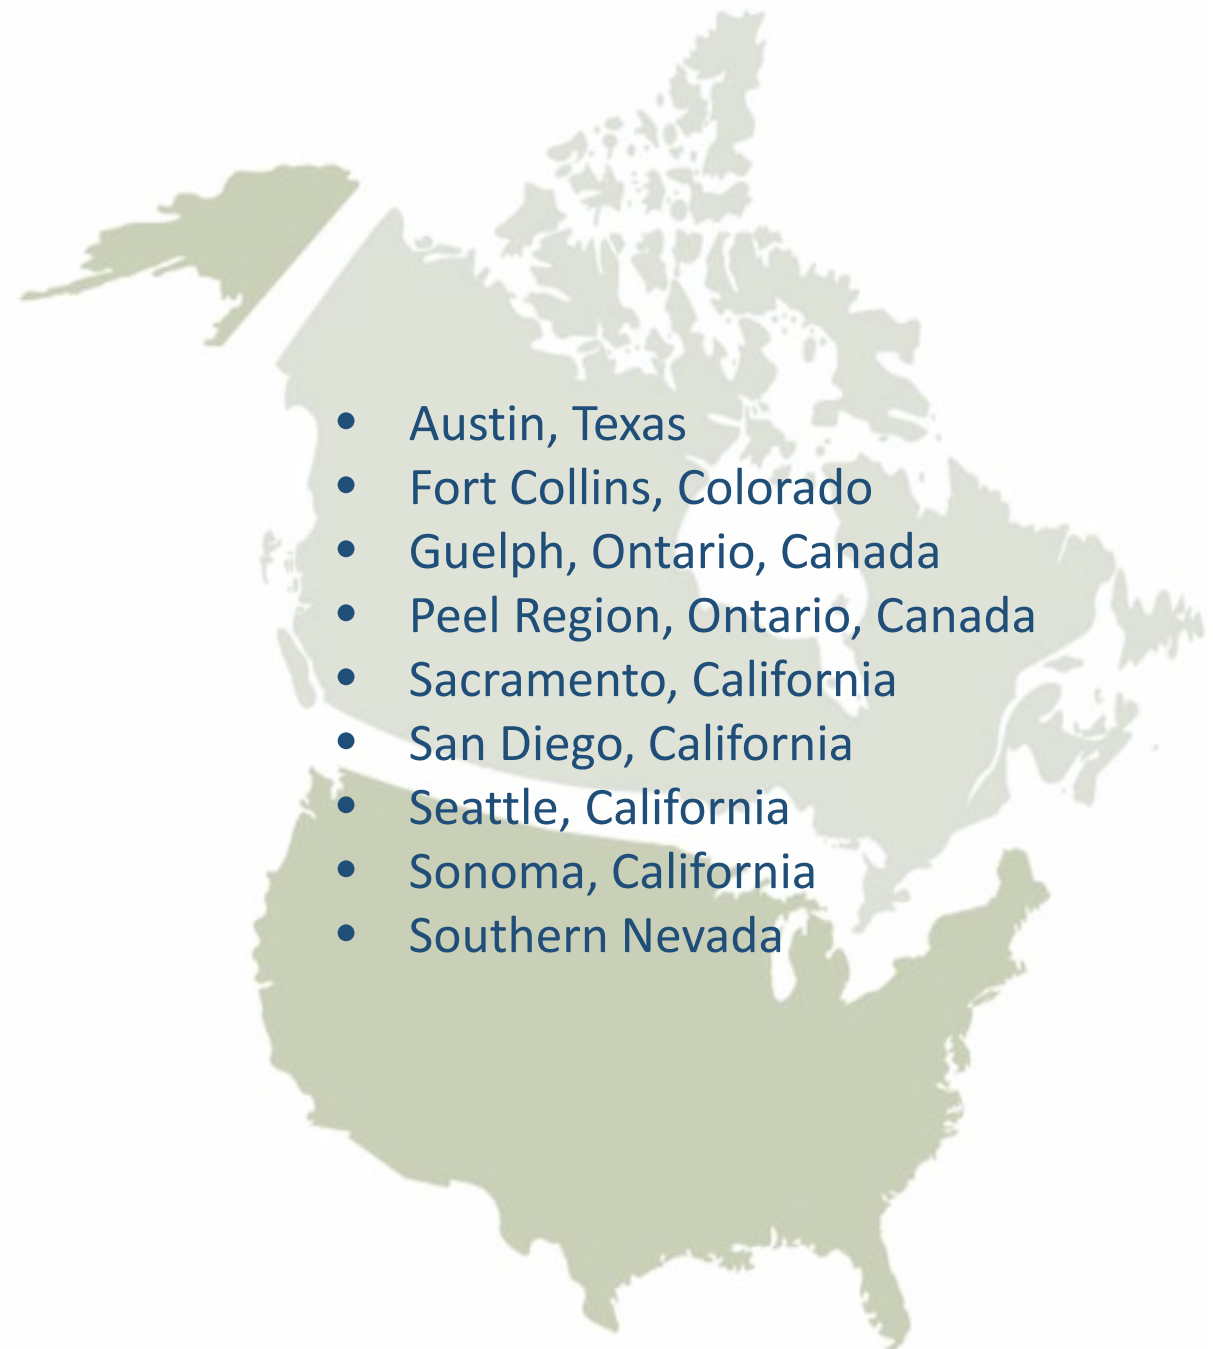 • Austin, Texas
• Fort Collins, Colorado
• Guelph, Ontario, Canada
• Peel Region, Ontario, Canada
• Sacramento, California
• San Diego, California
• Seattle, California
• Sonoma, California
• Southern Nevada